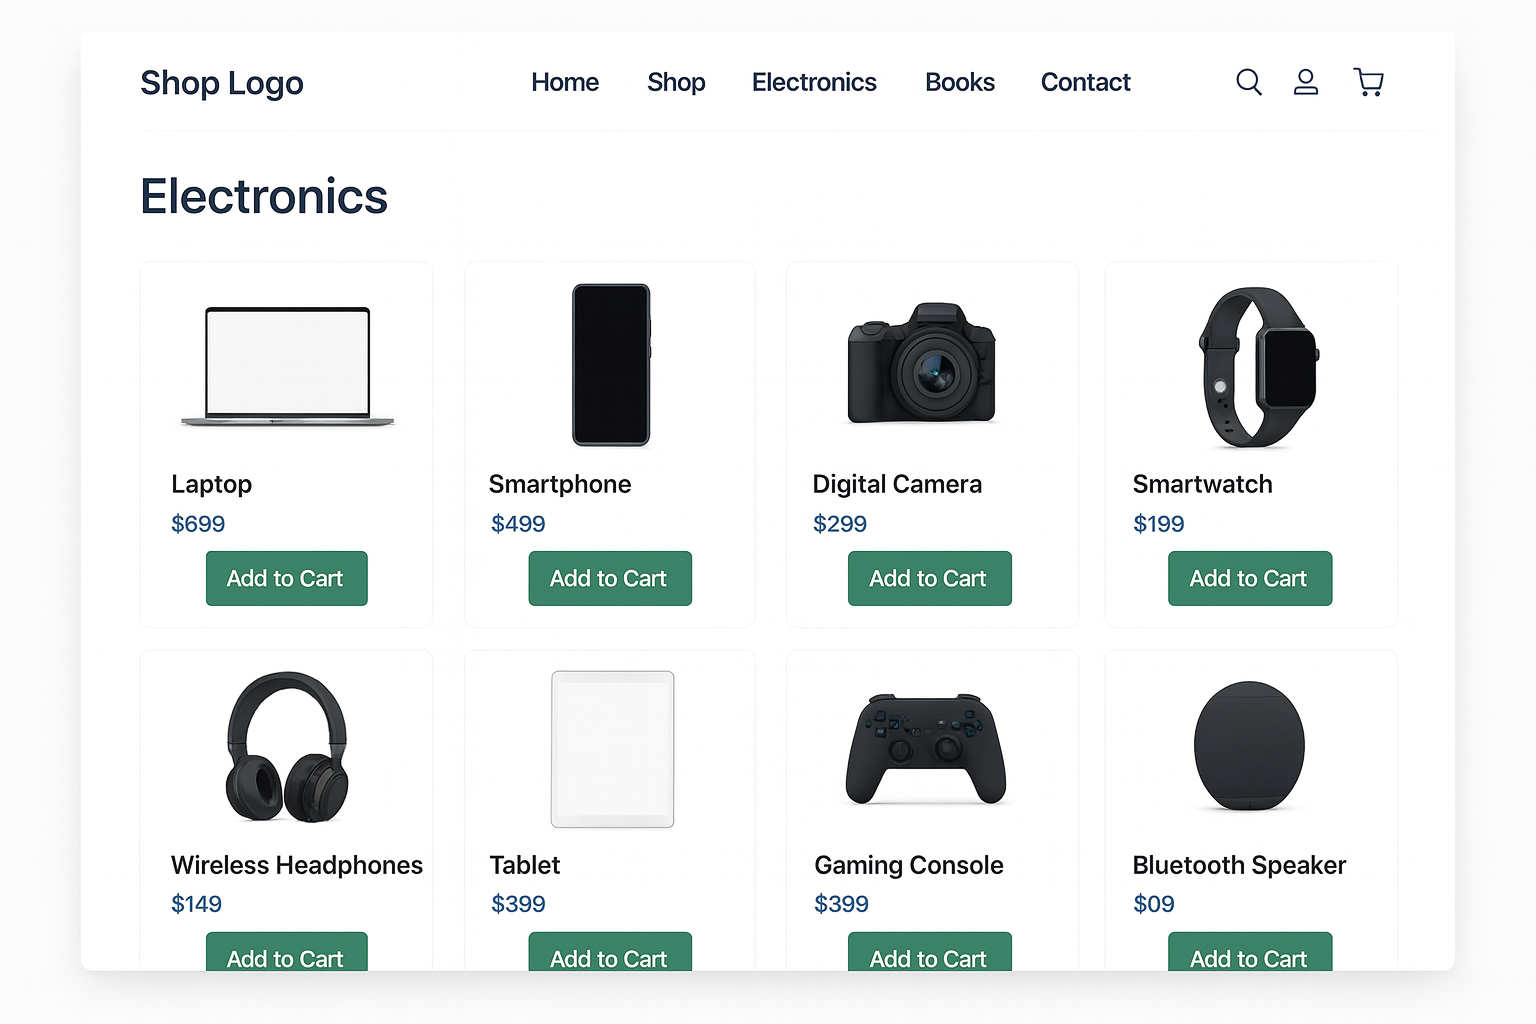 Shop Logo
Home Shop Electronics Books Contact
Electronics
Laptop
$699
Add to Cart
Smartphone
$499
Add to Cart
Digital Camera
$299
Add to Cart
Smartwatch
$199
Add to Cart
Wireless Headphones
$149
Add to Cart
Tablet
$399
Add to Cart
Gaming Console
$399
Add to Cart
Bluetooth Speaker
$09
Add to Cart